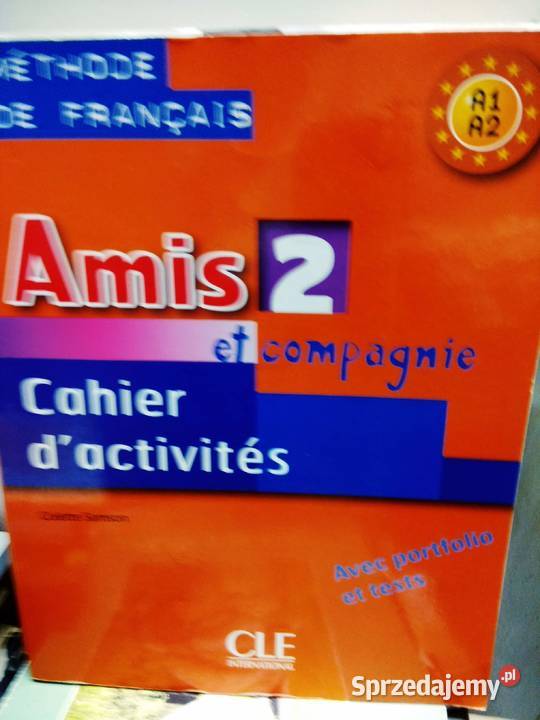 MÉTHODE
DE FRANÇAIS
A1
A2
Amis 2
et compagnie
Cahier
d'activités
Colette Samson
Avec portfolio
et tests
CLE
INTERNATIONAL
Sprzedajemy.pl